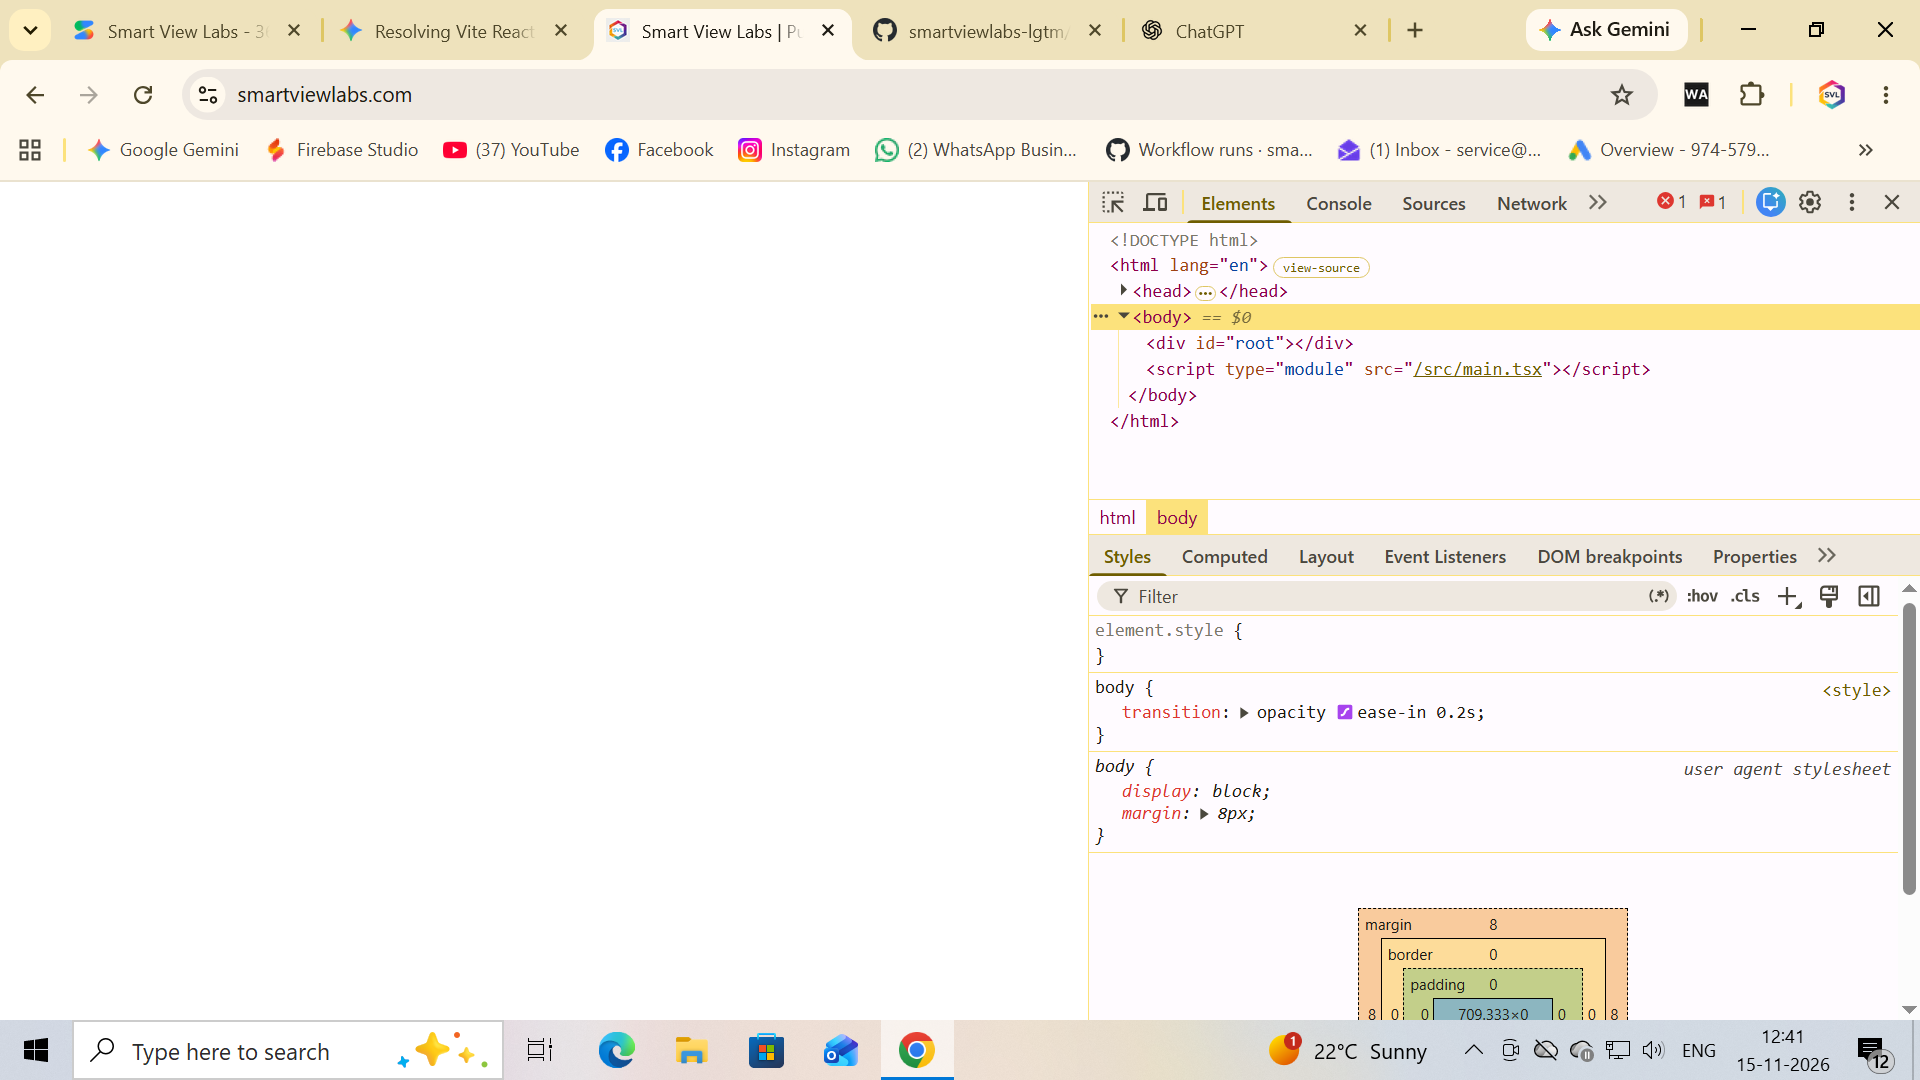 Smart View Labs - 3
Resolving Vite React
Smart View Labs | Pu
smartviewlabs-lgtm/
ChatGPT
Ask Gemini
smartviewlabs.com
WA
SVL
Google Gemini
Firebase Studio
(37) YouTube
Facebook
Instagram
(2) WhatsApp Busin...
Workflow runs · sma...
(1) Inbox - service@...
Overview - 974-579...
Elements
Console
Sources
Network
1
1
<!DOCTYPE html>
<html lang="en"> view-source
<head> ... </head>
... <body> == $0
<div id="root"></div>
<script type="module" src="/src/main.tsx"></script>
</body>
</html>
html
body
Styles
Computed
Layout
Event Listeners
DOM breakpoints
Properties
Filter
(.*)
:hov
.cls
element.style {
}
body {
<style>
transition: opacity ease-in 0.2s;
}
body {
user agent stylesheet
display: block;
margin: 8px;
}
margin 8
border 0
padding 0
8 0 0 709.333×0 0 0 8
Type here to search
1
22°C Sunny
ENG
12:41
15-11-2026
12